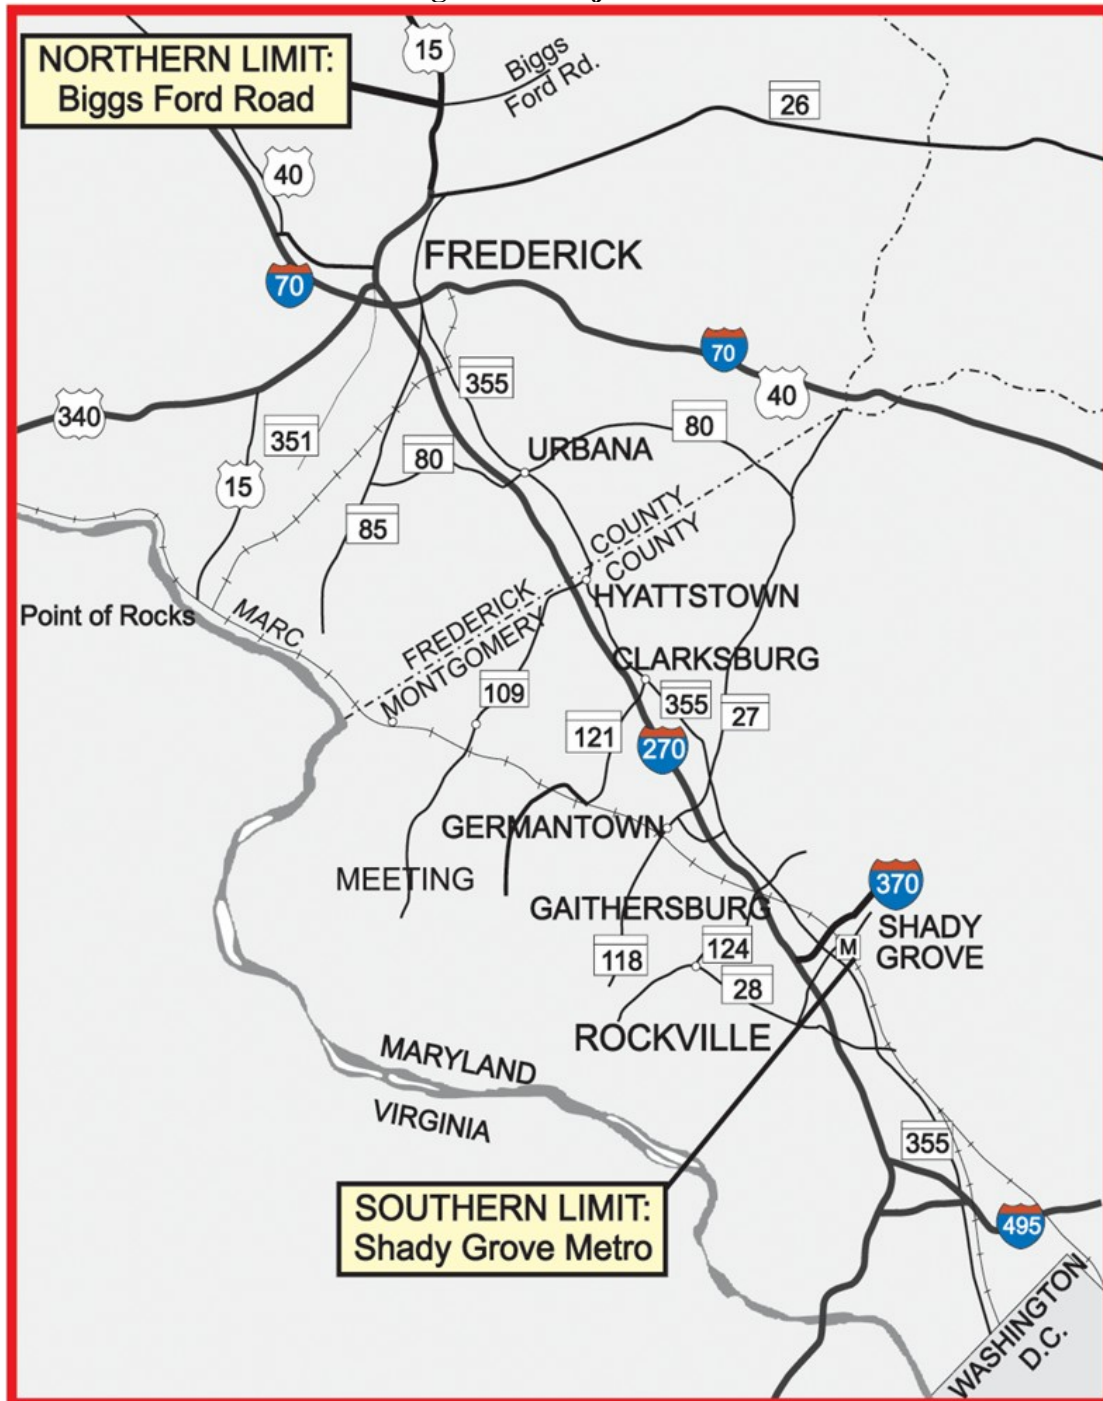 NORTHERN LIMIT:
Biggs Ford Road
15
Biggs
Ford Rd.
26
40
FREDERICK
70
70
40
355
340
351
80
URBANA
80
15
85
COUNTY
COUNTY
FREDERICK
MONTGOMERY
HYATTSTOWN
Point of Rocks
MARC
CLARKSBURG
109
355
27
121
270
GERMANTOWN
MEETING
370
GAITHERSBURG
SHADY
GROVE
M
124
118
28
ROCKVILLE
MARYLAND
VIRGINIA
355
SOUTHERN LIMIT:
Shady Grove Metro
495
WASHINGTON
D.C.